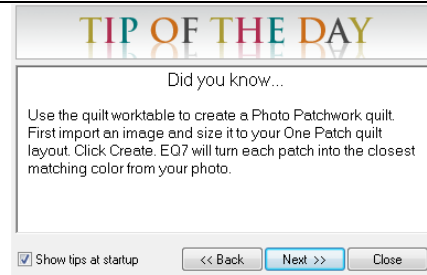 TIP OF THE DAY
Did you know...
Use the quilt worktable to create a Photo Patchwork quilt.
First import an image and size it to your One Patch quilt
layout. Click Create. EQ7 will turn each patch into the closest
matching color from your photo.
Show tips at startup
<< Back
Next >>
Close